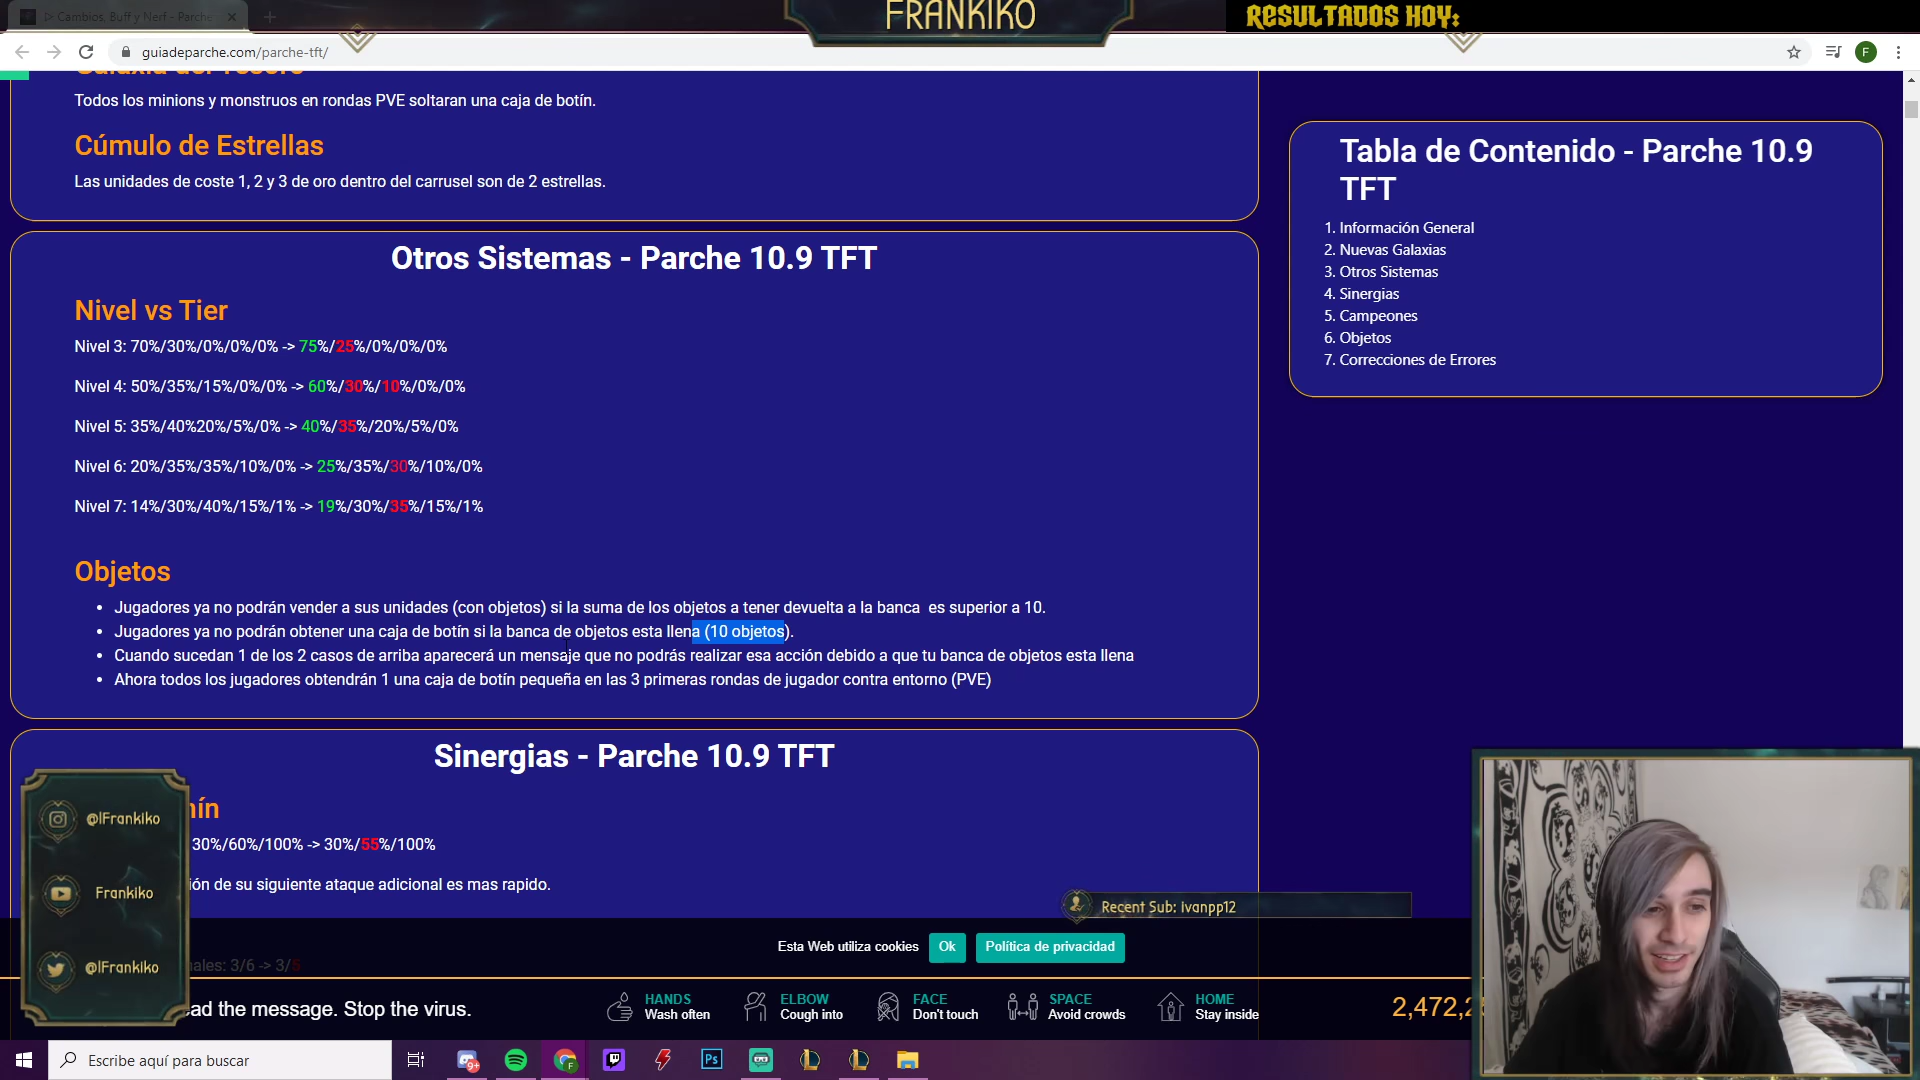 ▷ Cambios, Buff y Nerf - Parche
FRANKIKO
RESULTADOS HOY:
guiadeparche.com/parche-tft/
F
Todos los minions y monstruos en rondas PVE soltaran una caja de botín.
Cúmulo de Estrellas
Las unidades de coste 1, 2 y 3 de oro dentro del carrusel son de 2 estrellas.
Tabla de Contenido - Parche 10.9
TFT
1. Información General
2. Nuevas Galaxias
3. Otros Sistemas
4. Sinergias
5. Campeones
6. Objetos
7. Correcciones de Errores
Otros Sistemas - Parche 10.9 TFT
Nivel vs Tier
Nivel 3: 70%/30%/0%/0%/0% -> 75%/25%/0%/0%/0%
Nivel 4: 50%/35%/15%/0%/0% -> 60%/30%/10%/0%/0%
Nivel 5: 35%/40%20%/5%/0% -> 40%/35%/20%/5%/0%
Nivel 6: 20%/35%/35%/10%/0% -> 25%/35%/30%/10%/0%
Nivel 7: 14%/30%/40%/15%/1% -> 19%/30%/35%/15%/1%
Objetos
• Jugadores ya no podrán vender a sus unidades (con objetos) si la suma de los objetos a tener devuelta a la banca es superior a 10.
• Jugadores ya no podrán obtener una caja de botín si la banca de objetos esta llena (10 objetos).
• Cuando sucedan 1 de los 2 casos de arriba aparecerá un mensaje que no podrás realizar esa acción debido a que tu banca de objetos esta llena
• Ahora todos los jugadores obtendrán 1 una caja de botín pequeña en las 3 primeras rondas de jugador contra entorno (PVE)
Sinergias - Parche 10.9 TFT
@lFrankiko
30%/60%/100% -> 30%/55%/100%
Frankiko
ión de su siguiente ataque adicional es mas rapido.
Recent Sub: ivanpp12
Esta Web utiliza cookies
Ok
Política de privacidad
@lFrankiko
ales: 3/6 -> 3/5
ead the message. Stop the virus.
HANDS
Wash often
ELBOW
Cough into
FACE
Don't touch
SPACE
Avoid crowds
HOME
Stay inside
2,472,2
Escribe aquí para buscar
9+
F
Ps